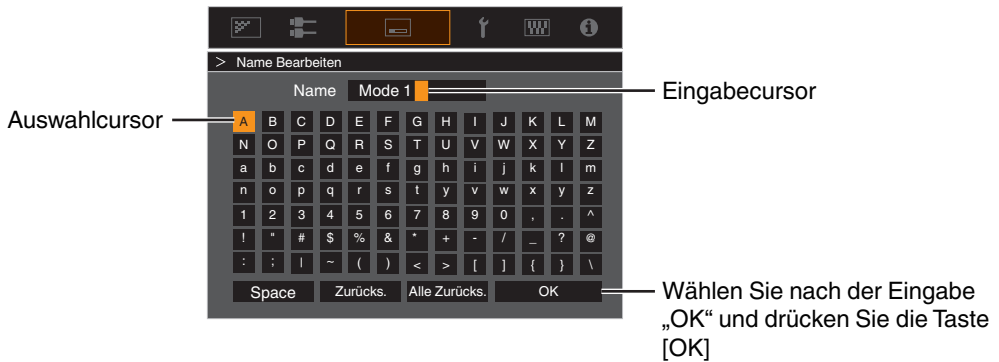 > Name Bearbeiten
Name Mode 1
Eingabecursor
Auswahlcursor
A B C D E F G H I J K L M
N O P Q R S T U V W X Y Z
a b c d e f g h i j k l m
n o p q r s t y v w x y z
1 2 3 4 5 6 7 8 9 0 , . ^
! " # $ % & * + - / _ ? @
: ; | ~ ( ) < > [ ] { } \
Space Zurücks. Alle Zurücks. OK
Wählen Sie nach der Eingabe
„OK“ und drücken Sie die Taste
[OK]